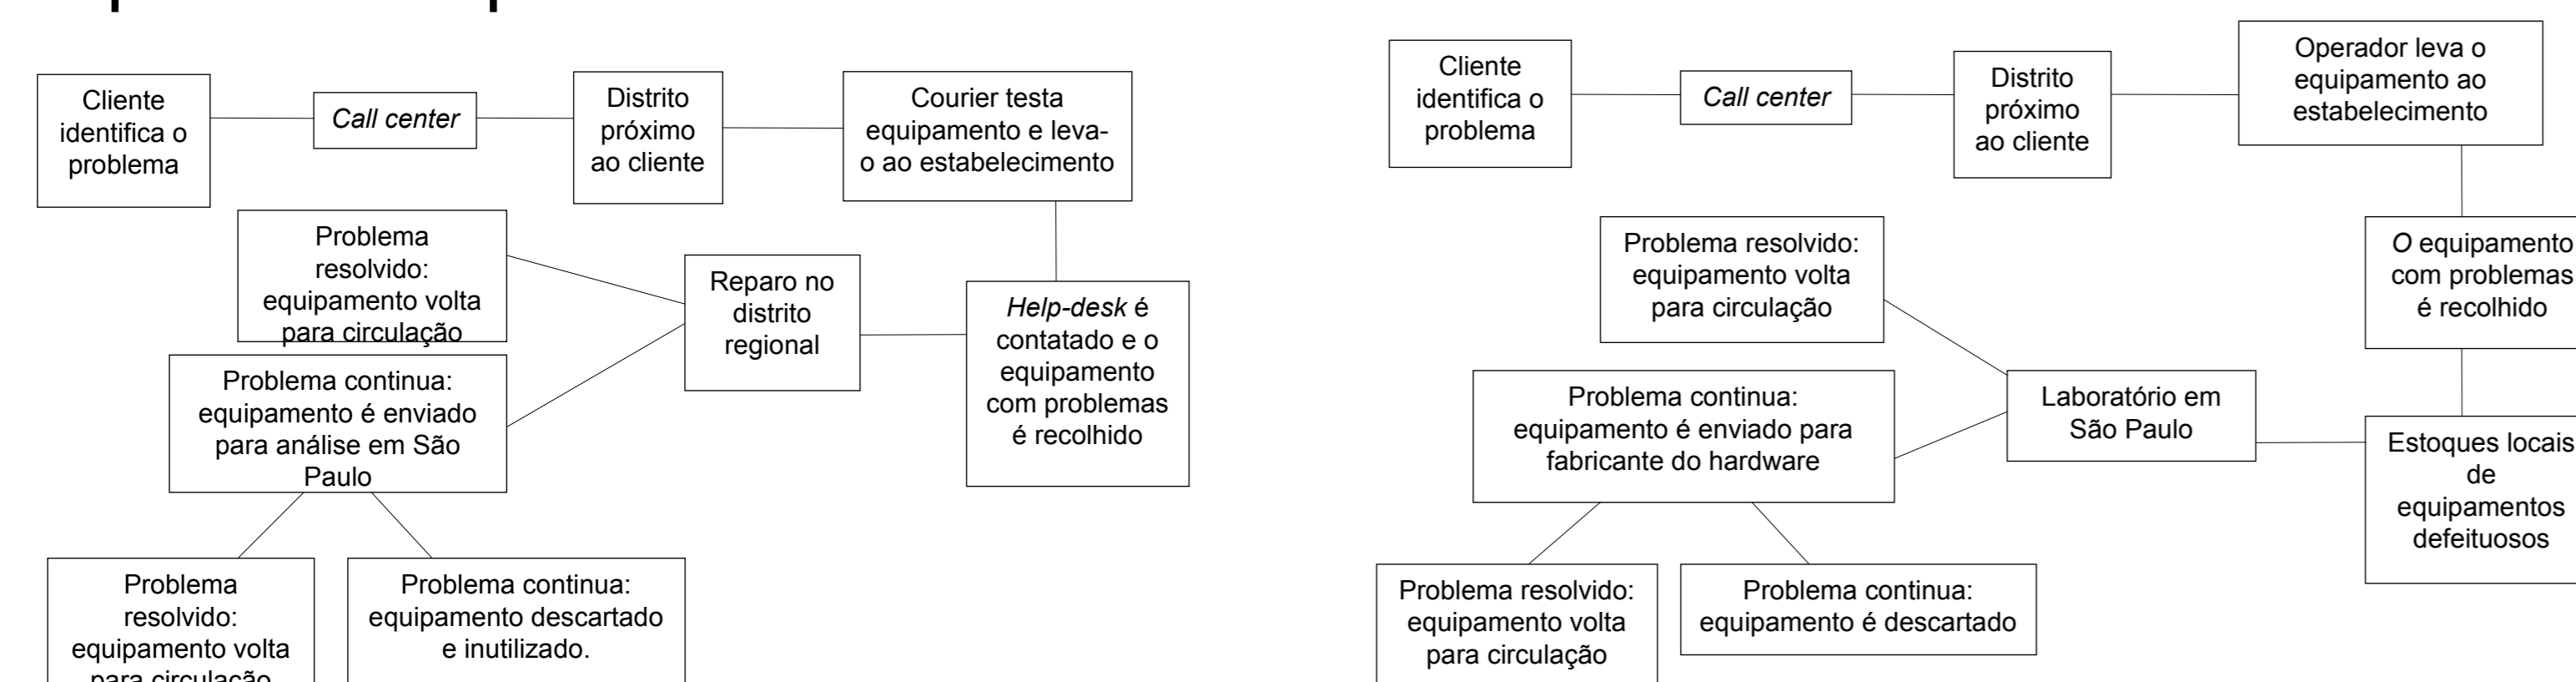 Cliente
identifica o
problema
Call center
Distrito
próximo
ao cliente
Courier testa
equipamento e leva-
o ao estabelecimento
Help-desk é
contatado e o
equipamento
com problemas
é recolhido
Reparo no
distrito
regional
Problema
resolvido:
equipamento volta
para circulação
Problema continua:
equipamento é enviado
para análise em São
Paulo
Problema
resolvido:
equipamento volta
para circulação
Problema continua:
equipamento descartado
e inutilizado.
Cliente
identifica o
problema
Call center
Distrito
próximo
ao cliente
Operador leva o
equipamento ao
estabelecimento
O equipamento
com problemas
é recolhido
Estoques locais
de
equipamentos
defeituosos
Laboratório em
São Paulo
Problema resolvido:
equipamento volta
para circulação
Problema continua:
equipamento é enviado para
fabricante do hardware
Problema resolvido:
equipamento volta
para circulação
Problema continua:
equipamento é descartado